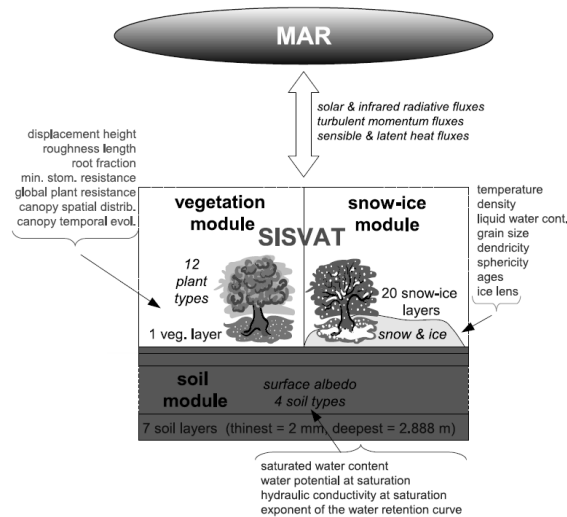 MAR
solar & infrared radiative fluxes
turbulent momentum fluxes
sensible & latent heat fluxes
displacement height
roughness length
root fraction
min. stom. resistance
global plant resistance
canopy spatial distrib.
canopy temporal evol.
vegetation
module
snow-ice
module
SISVAT
temperature
density
liquid water cont.
grain size
dendricity
sphericity
ages
ice lens
12
plant
types
1 veg. layer
20 snow-ice
layers
snow & ice
soil
module
surface albedo
4 soil types
7 soil layers (thinest = 2 mm, deepest = 2.888 m)
saturated water content
water potential at saturation
hydraulic conductivity at saturation
exponent of the water retention curve